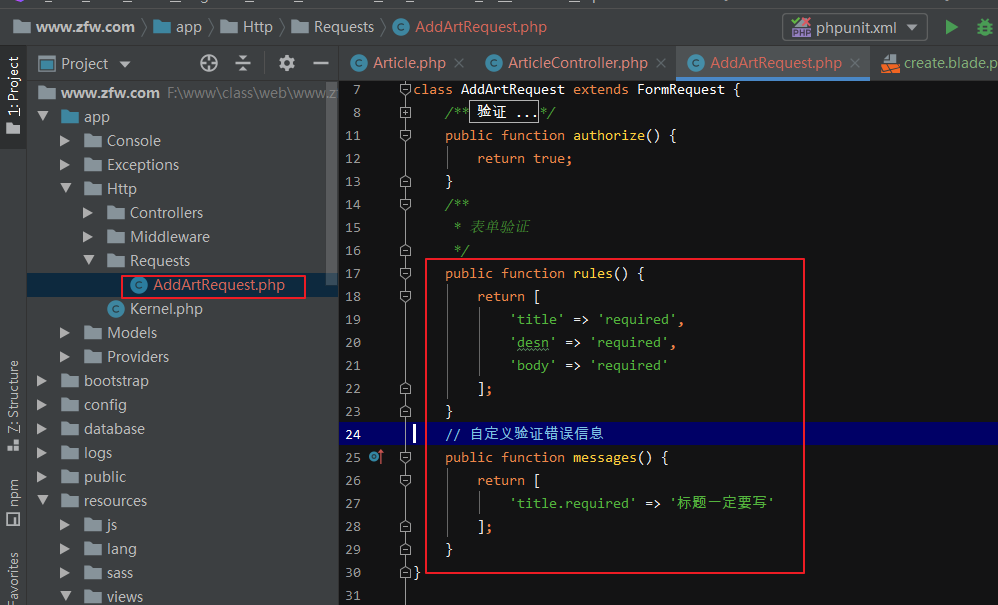 www.zfw.com app Http Requests AddArtRequest.php phpunit.xml
Project Article.php ArticleController.php AddArtRequest.php create.blade.p
1: Project
Z: Structure
npm
Favorites
www.zfw.com F:\www\class\web\www.z
app
Console
Exceptions
Http
Controllers
Middleware
Requests
AddArtRequest.php
Kernel.php
Models
Providers
bootstrap
config
database
logs
public
resources
js
lang
sass
views
7 class AddArtRequest extends FormRequest {
8 /** 验证 ...*/
11 public function authorize() {
12 return true;
13 }
14 /**
15 * 表单验证
16 */
17 public function rules() {
18 return [
19 'title' => 'required',
20 'desn' => 'required',
21 'body' => 'required'
22 ];
23 }
24 // 自定义验证错误信息
25 public function messages() {
26 return [
27 'title.required' => '标题一定要写'
28 ];
29 }
30 }
31